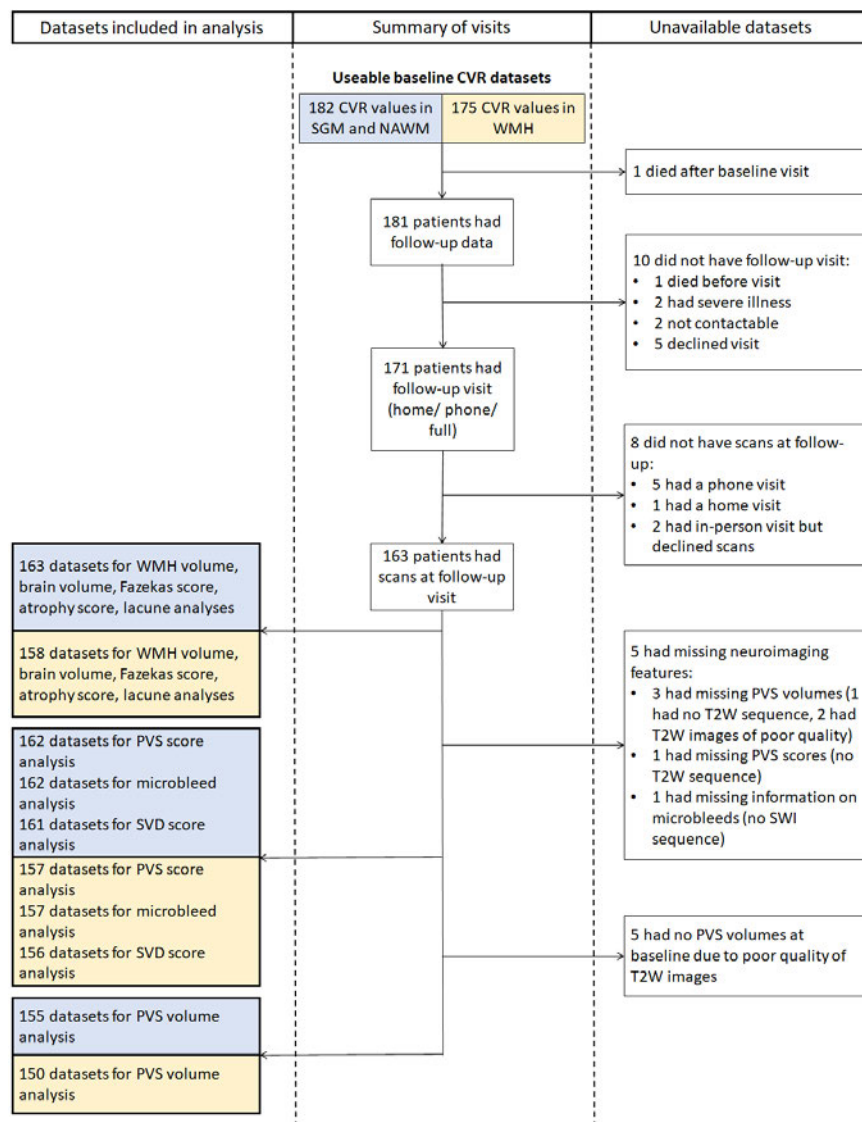 Datasets included in analysis
Summary of visits
Unavailable datasets
Useable baseline CVR datasets
182 CVR values in
SGM and NAWM
175 CVR values in
WMH
1 died after baseline visit
181 patients had
follow-up data
10 did not have follow-up visit:
• 1 died before visit
• 2 had severe illness
• 2 not contactable
• 5 declined visit
171 patients had
follow-up visit
(home/ phone/
full)
8 did not have scans at follow-
up:
• 5 had a phone visit
• 1 had a home visit
• 2 had in-person visit but
declined scans
163 patients had
scans at follow-up
visit
163 datasets for WMH volume,
brain volume, Fazekas score,
atrophy score, lacune analyses
158 datasets for WMH volume,
brain volume, Fazekas score,
atrophy score, lacune analyses
5 had missing neuroimaging
features:
• 3 had missing PVS volumes (1
had no T2W sequence, 2 had
T2W images of poor quality)
• 1 had missing PVS scores (no
T2W sequence)
• 1 had missing information on
microbleeds (no SWI
sequence)
162 datasets for PVS score
analysis
162 datasets for microbleed
analysis
161 datasets for SVD score
analysis
157 datasets for PVS score
analysis
157 datasets for microbleed
analysis
156 datasets for SVD score
analysis
5 had no PVS volumes at
baseline due to poor quality of
T2W images
155 datasets for PVS volume
analysis
150 datasets for PVS volume
analysis